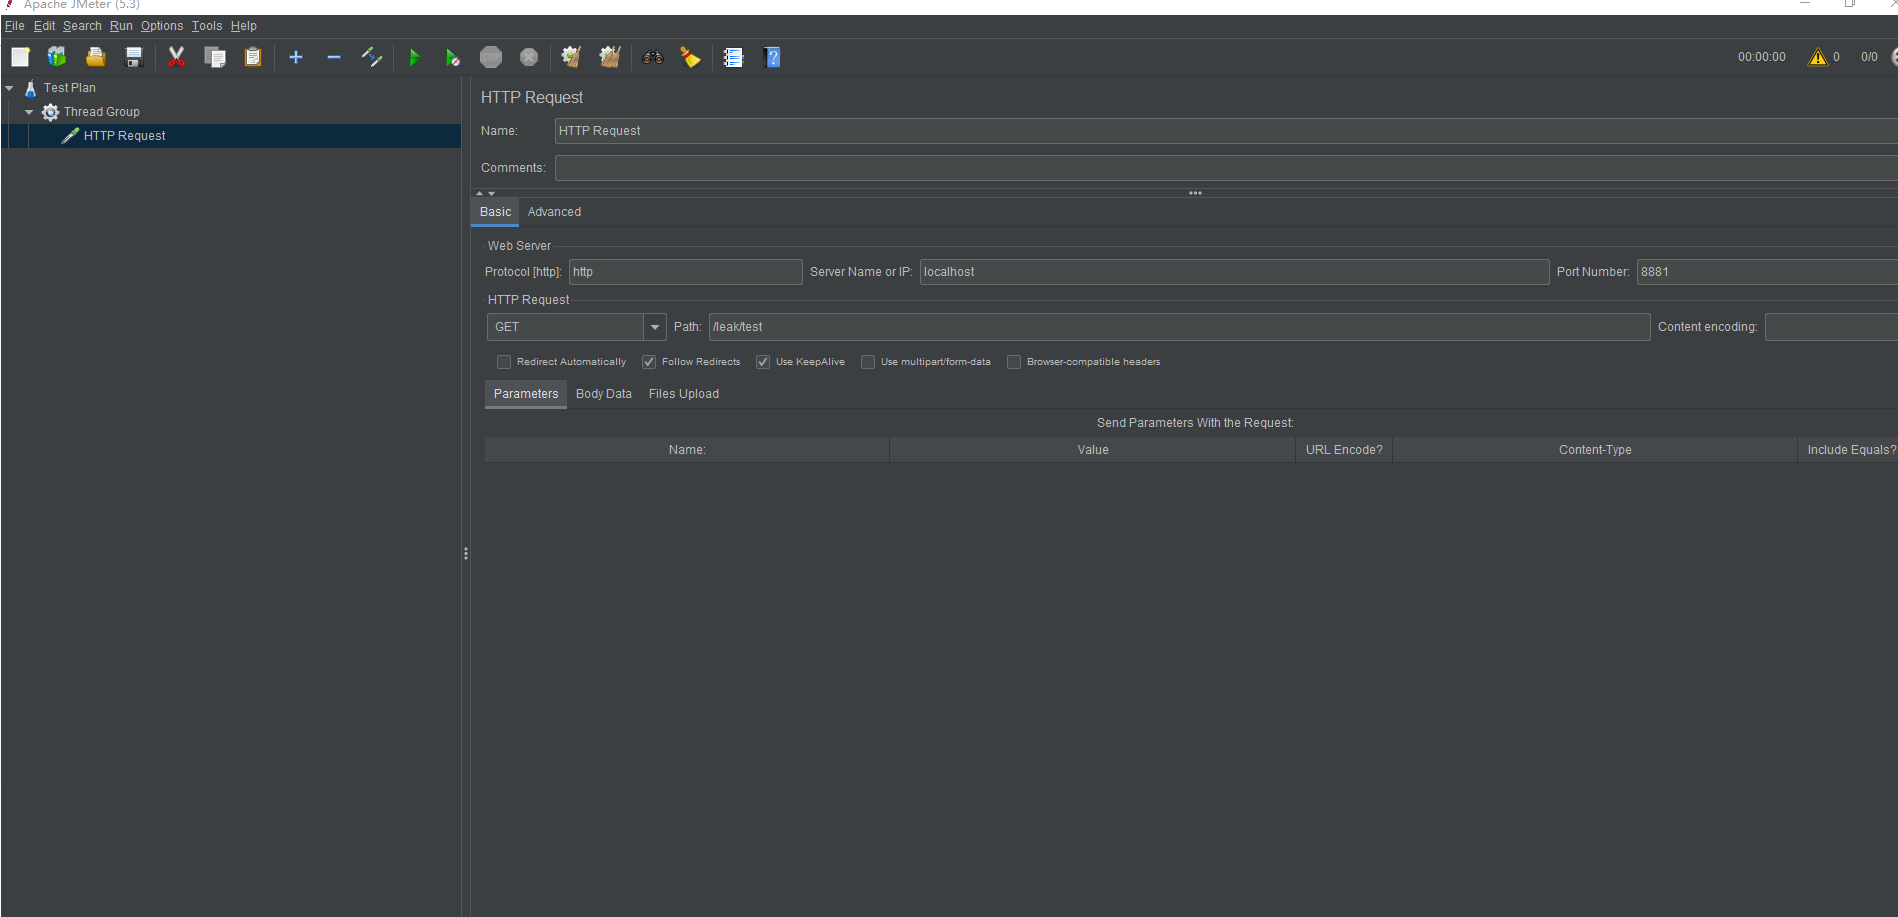 Apache JMeter (5.3)
File Edit Search Run Options Tools Help
STOP
?
00:00:00 0 0/0
Test Plan
Thread Group
HTTP Request
HTTP Request
Name: HTTP Request
Comments:
Basic Advanced
Web Server
Protocol [http]: http Server Name or IP: localhost Port Number: 8881
HTTP Request
GET Path: /leak/test Content encoding:
Redirect Automatically Follow Redirects Use KeepAlive Use multipart/form-data Browser-compatible headers
Parameters Body Data Files Upload
Send Parameters With the Request:
Name: Value URL Encode? Content-Type Include Equals?